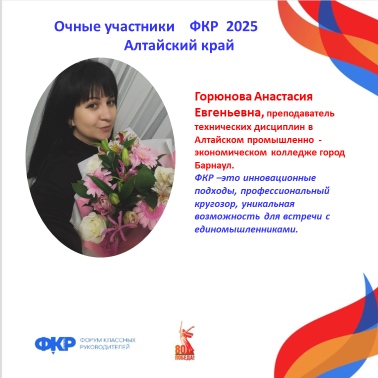 Очные участники ФКР 2025
Алтайский край
Горюнова Анастасия
Евгеньевна, преподаватель
технических дисциплин в
Алтайском промышленно -
экономическом колледже город
Барнаул.
ФКР –это инновационные
подходы, профессиональный
кругозор, уникальная
возможность для встречи с
единомышленниками.
ФКР ФОРУМ КЛАССНЫХ
РУКОВОДИТЕЛЕЙ
80
ПОБЕДА!